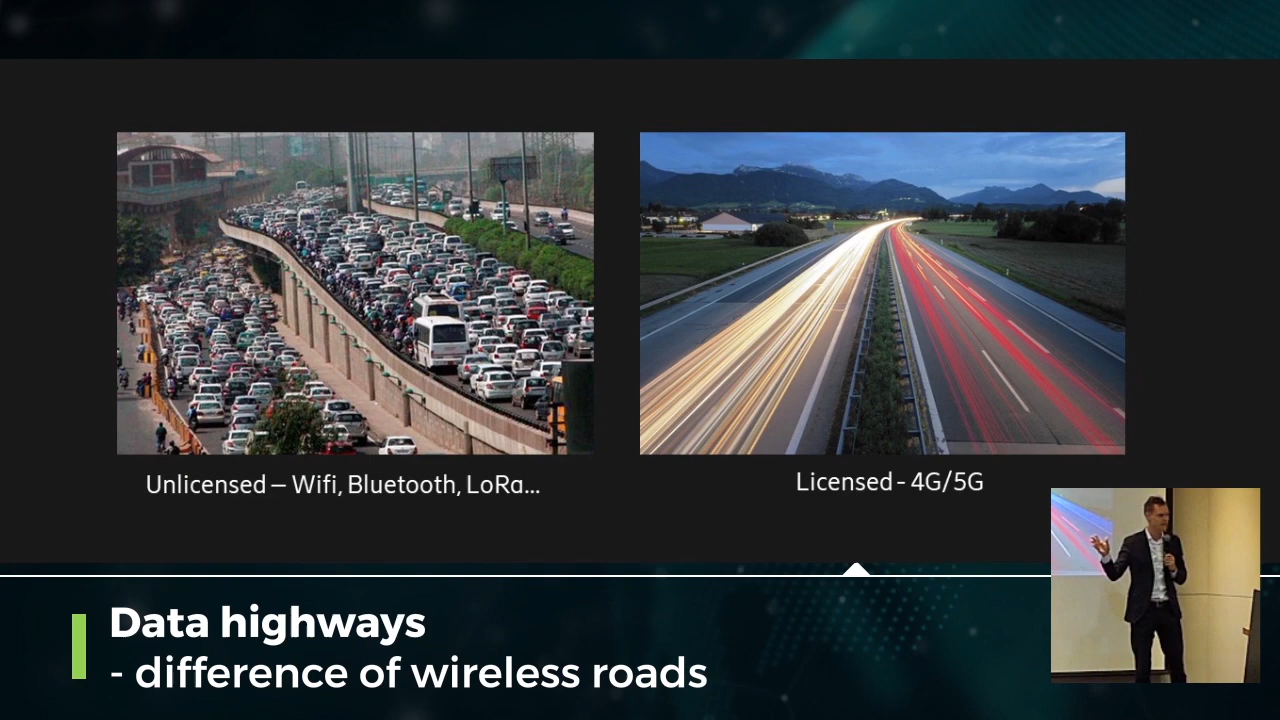 Unlicensed – Wifi, Bluetooth, LoRa...
Licensed - 4G/5G
Data highways
- difference of wireless roads